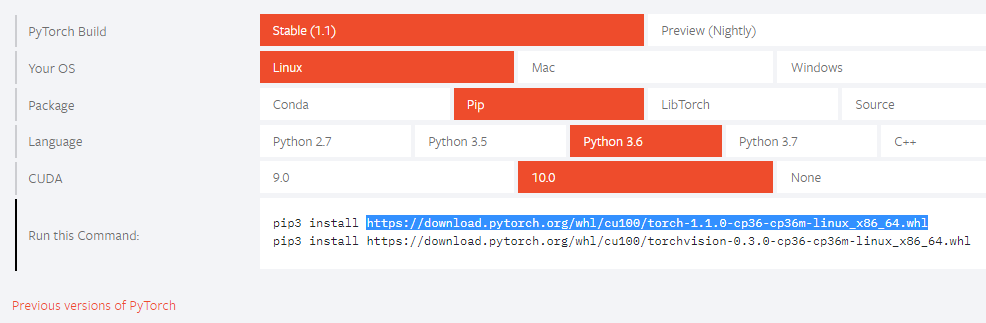 PyTorch Build Stable (1.1) Preview (Nightly)
Your OS Linux Mac Windows
Package Conda Pip LibTorch Source
Language Python 2.7 Python 3.5 Python 3.6 Python 3.7 C++
CUDA 9.0 10.0 None
Run this Command:
pip3 install https://download.pytorch.org/whl/cu100/torch-1.1.0-cp36-cp36m-linux_x86_64.whl
pip3 install https://download.pytorch.org/whl/cu100/torchvision-0.3.0-cp36-cp36m-linux_x86_64.whl
Previous versions of PyTorch